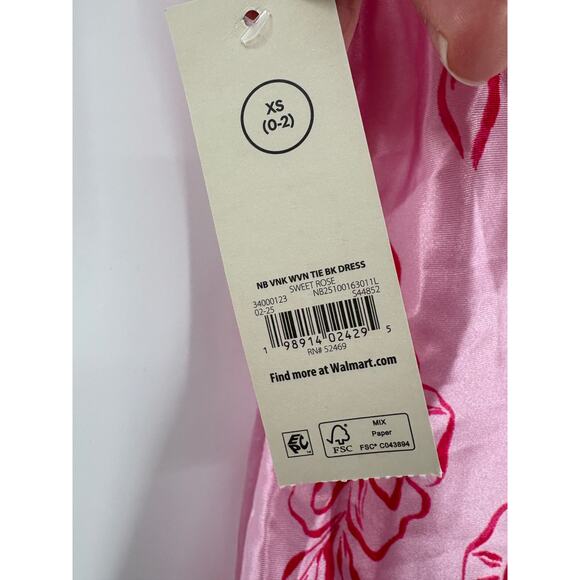 XS
(0-2)
NB VNK WVN TIE BK DRESS
SWEET ROSE
34000123 NB25100163011L
02-25 S44852
1 98914 02429 5
RN# 52469
Find more at Walmart.com
EPC
FSC
MIX
Paper
FSC® C043894